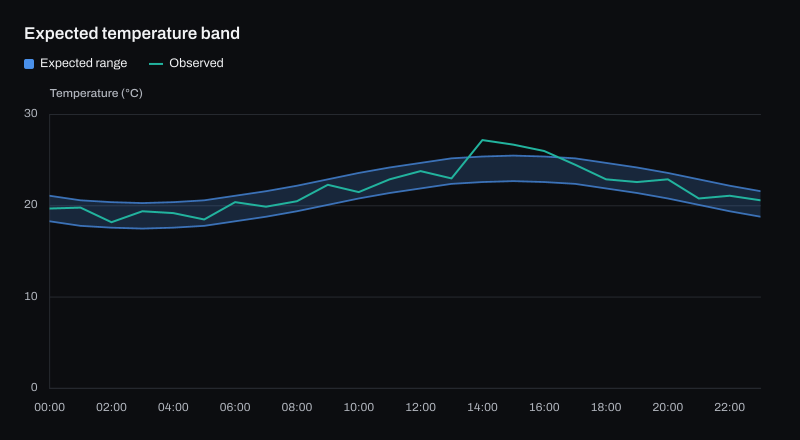 Expected temperature band
Expected range Observed
Temperature (°C)
30
20
10
0
00:00 02:00 04:00 06:00 08:00 10:00 12:00 14:00 16:00 18:00 20:00 22:00